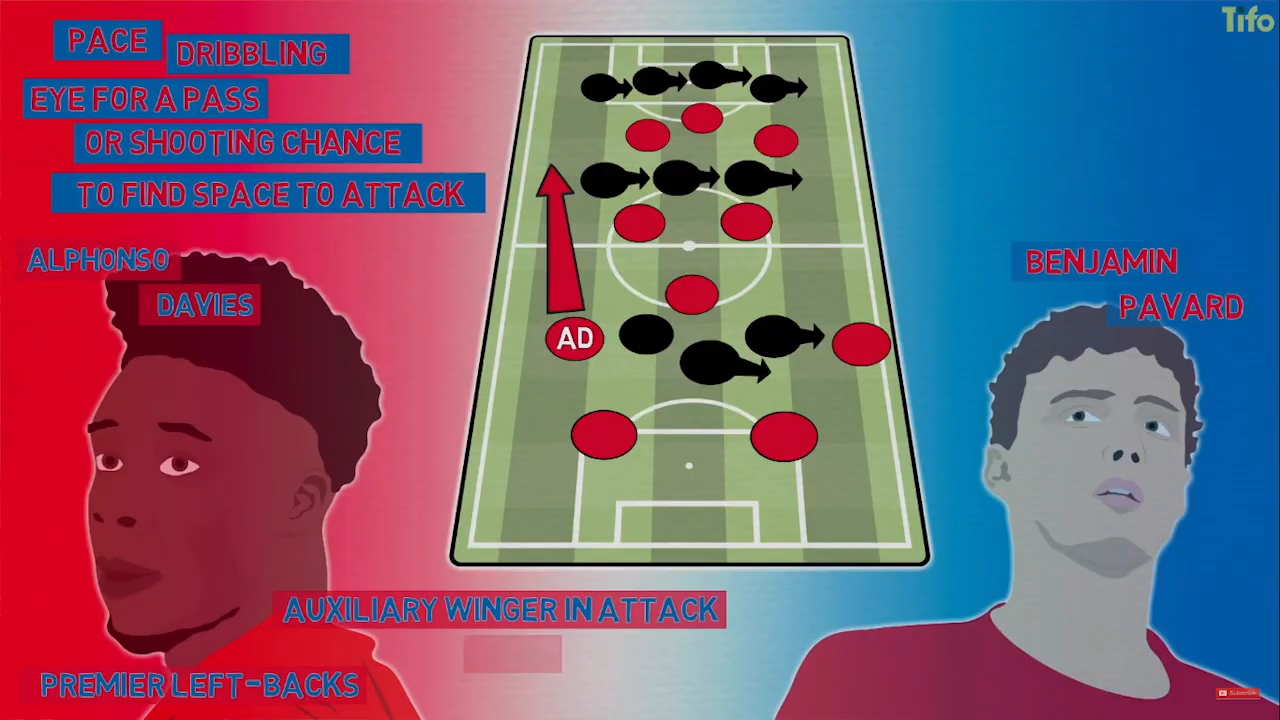 Tifo
PACE
DRIBBLING
EYE FOR A PASS
OR SHOOTING CHANCE
TO FIND SPACE TO ATTACK
ALPHONSO
DAVIES
BENJAMIN
PAVARD
AD
AUXILIARY WINGER IN ATTACK
PREMIER LEFT-BACKS
Subscribe